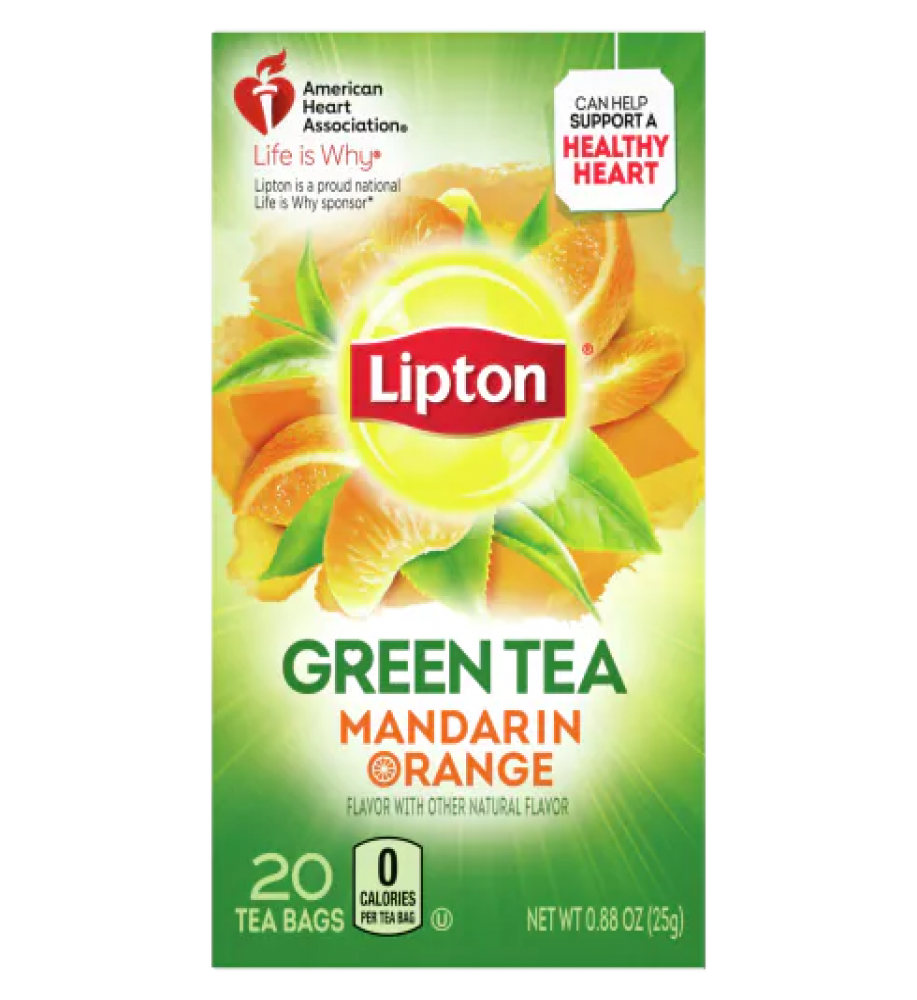 American
Heart
Association®
Life is Why®
Lipton is a proud national
Life is Why sponsor*
CAN HELP
SUPPORT A
HEALTHY
HEART
Lipton®
GREEN TEA
MANDARIN
ORANGE
FLAVOR WITH OTHER NATURAL FLAVOR
20
TEA BAGS
0
CALORIES
PER TEA BAG
U
NET WT 0.88 OZ (25g)